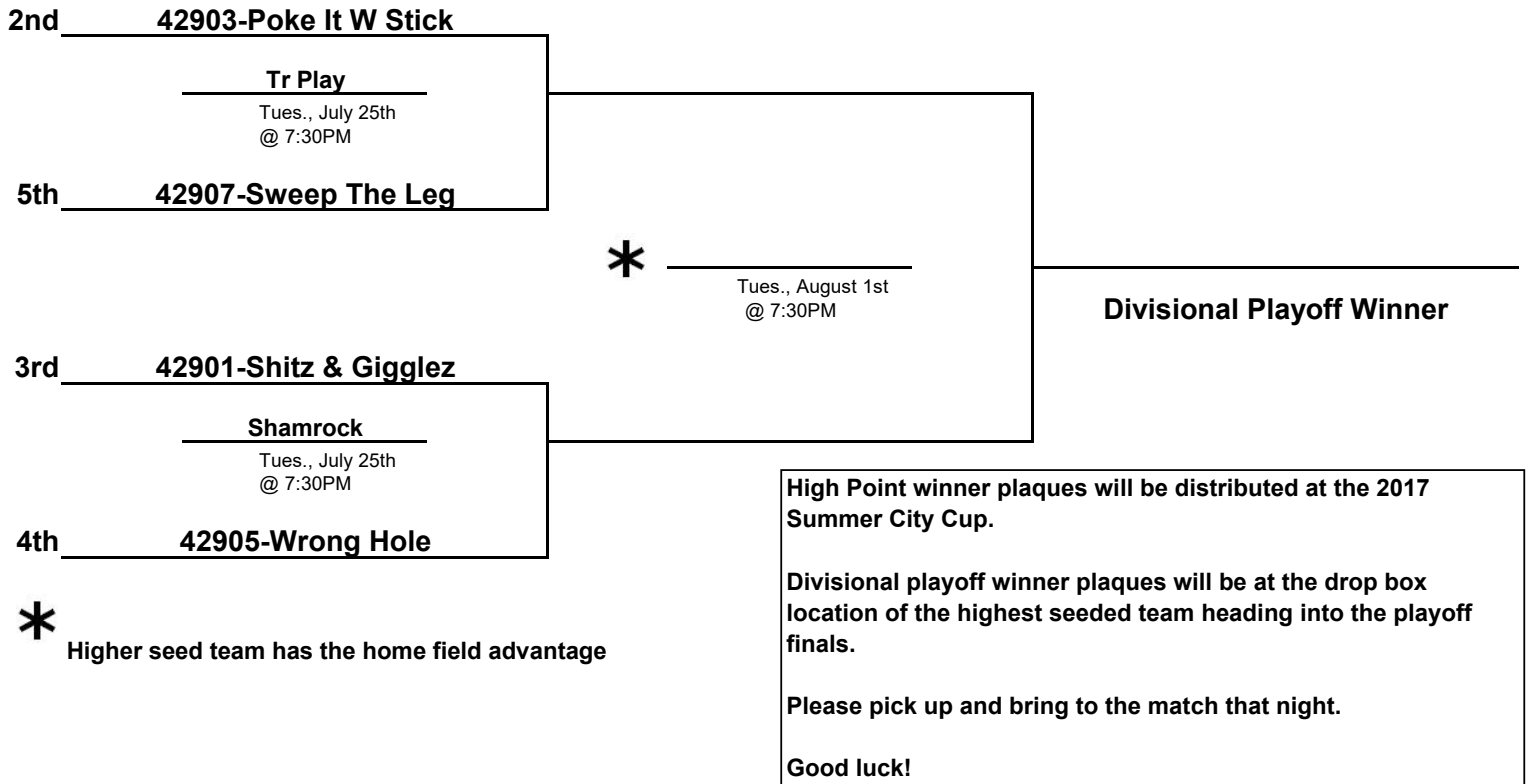 2nd 42903-Poke It W Stick
Tr Play
Tues., July 25th
@ 7:30PM
5th 42907-Sweep The Leg
*
Tues., August 1st
@ 7:30PM
Divisional Playoff Winner
3rd 42901-Shitz & Gigglez
Shamrock
Tues., July 25th
@ 7:30PM
4th 42905-Wrong Hole
* Higher seed team has the home field advantage
High Point winner plaques will be distributed at the 2017
Summer City Cup.
Divisional playoff winner plaques will be at the drop box
location of the highest seeded team heading into the playoff
finals.
Please pick up and bring to the match that night.
Good luck!